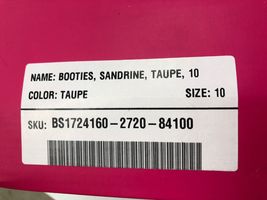 NAME: BOOTIES, SANDRINE, TAUPE, 10
COLOR: TAUPE SIZE: 10
SKU: BS1724160-2720-84100